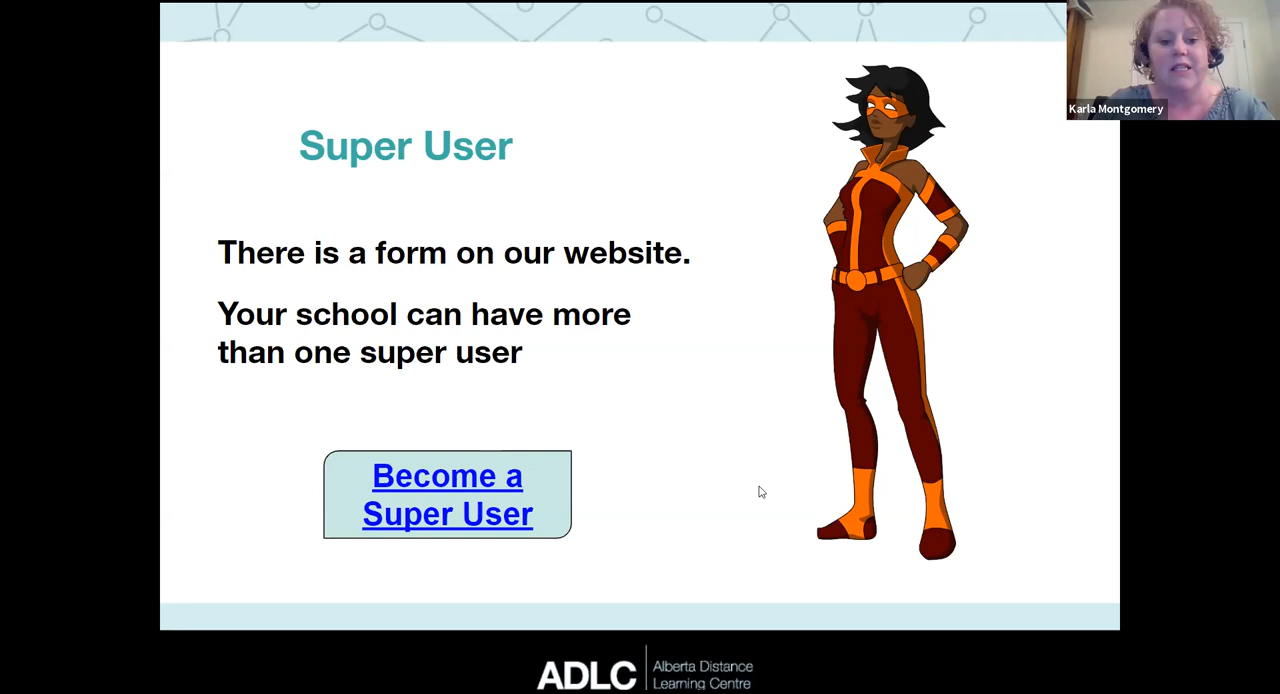 Karla Montgomery
Super User
There is a form on our website.
Your school can have more
than one super user
Become a
Super User
ADLC
Alberta Distance
Learning Centre